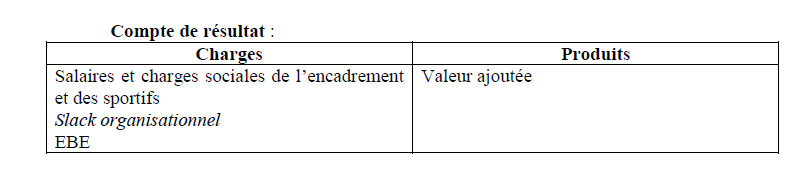 Compte de résultat :
Charges Produits
Salaires et charges sociales de l'encadrement Valeur ajoutée
et des sportifs
Slack organisationnel
EBE